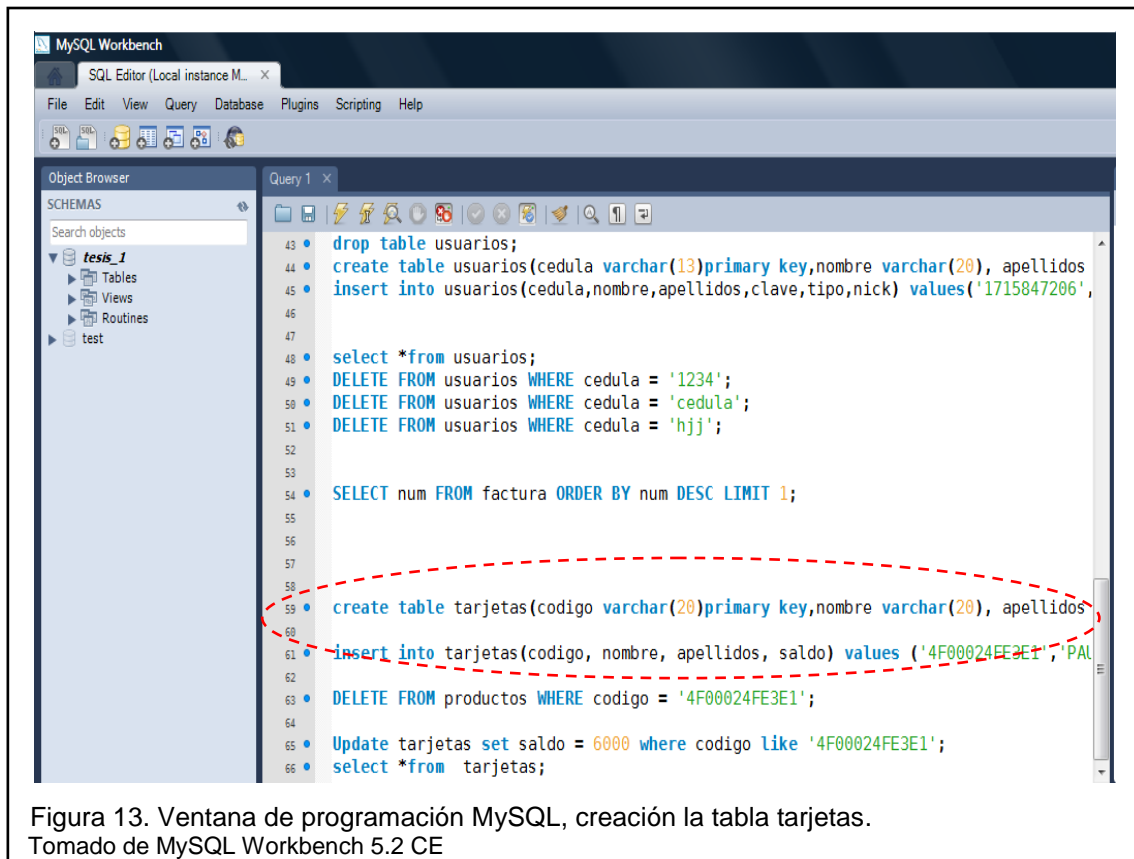 MySQL Workbench
SQL Editor (Local instance M...
File Edit View Query Database Plugins Scripting Help
Object Browser
Query 1
SCHEMAS
Search objects
tesis_1
Tables
Views
Routines
test
43 drop table usuarios;
44 create table usuarios(cedula varchar(13)primary key,nombre varchar(20), apellidos
45 insert into usuarios(cedula,nombre,apellidos,clave,tipo,nick) values('1715847206',
46
47
48 select *from usuarios;
49 DELETE FROM usuarios WHERE cedula = '1234';
50 DELETE FROM usuarios WHERE cedula = 'cedula';
51 DELETE FROM usuarios WHERE cedula = 'hjj';
52
53
54 SELECT num FROM factura ORDER BY num DESC LIMIT 1;
55
56
57
58
59 create table tarjetas(codigo varchar(20)primary key,nombre varchar(20), apellidos
60
61 insert into tarjetas(codigo, nombre, apellidos, saldo) values ('4F00024FE3E1','PAU
62
63 DELETE FROM productos WHERE codigo = '4F00024FE3E1';
64
65 Update tarjetas set saldo = 6000 where codigo like '4F00024FE3E1';
66 select *from tarjetas;
Figura 13. Ventana de programación MySQL, creación la tabla tarjetas.
Tomado de MySQL Workbench 5.2 CE